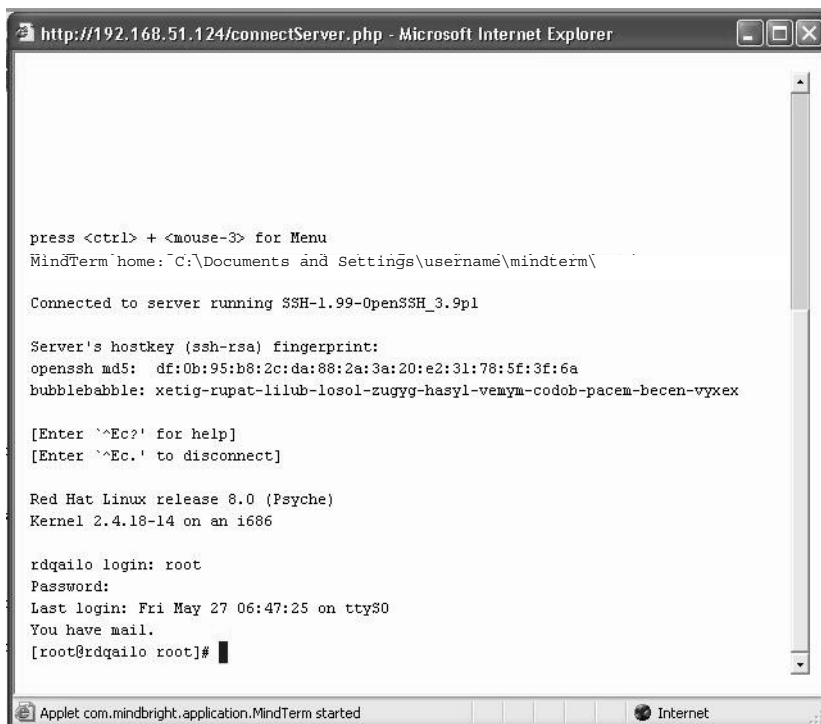 http://192.168.51.124/connectServer.php - Microsoft Internet Explorer
press <ctrl> + <mouse-3> for Menu
MindTerm home: C:\Documents and Settings\username\mindterm\
Connected to server running SSH-1.99-OpenSSH_3.9p1
Server's hostkey (ssh-rsa) fingerprint:
openssh md5:  df:0b:95:b8:2c:da:88:2a:3a:20:e2:31:78:5f:3f:6a
bubblebabble: xetig-rupat-lilub-losol-zugyg-hasyl-vemym-codob-pacem-becen-vyxex
[Enter `^Ec?' for help]
[Enter `^Ec.' to disconnect]
Red Hat Linux release 8.0 (Psyche)
Kernel 2.4.18-14 on an i686
rdqailo login: root
Password:
Last login: Fri May 27 06:47:25 on ttyS0
You have mail.
[root@rdqailo root]#
Applet com.mindbright.application.MindTerm started
Internet